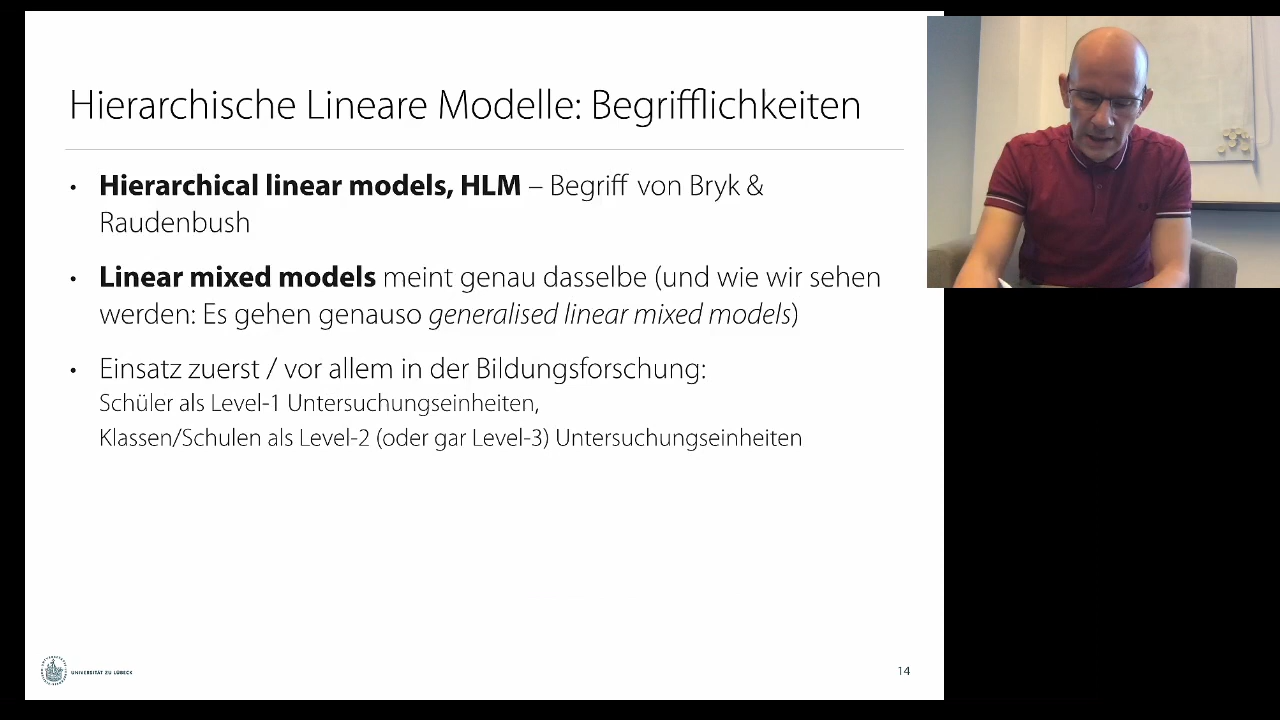 Hierarchische Lineare Modelle: Begrifflichkeiten
• Hierarchical linear models, HLM – Begriff von Bryk &
Raudenbush
• Linear mixed models meint genau dasselbe (und wie wir sehen
werden: Es gehen genauso generalised linear mixed models)
• Einsatz zuerst / vor allem in der Bildungsforschung:
Schüler als Level-1 Untersuchungseinheiten,
Klassen/Schulen als Level-2 (oder gar Level-3) Untersuchungseinheiten
UNIVERSITÄT ZU LÜBECK
14